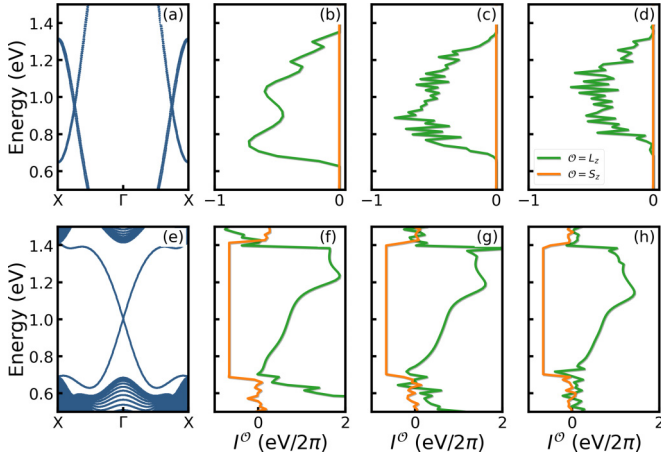 (a) (b) (c) (d)
Energy (eV)
1.4
1.2
1.0
0.8
0.6
X Γ X −1 0 −1 0 −1 0
𝒪 = L_z
𝒪 = S_z
(e) (f) (g) (h)
Energy (eV)
1.4
1.2
1.0
0.8
0.6
X Γ X 0 2 0 2 0 2
I^𝒪 (eV/2π) I^𝒪 (eV/2π) I^𝒪 (eV/2π)